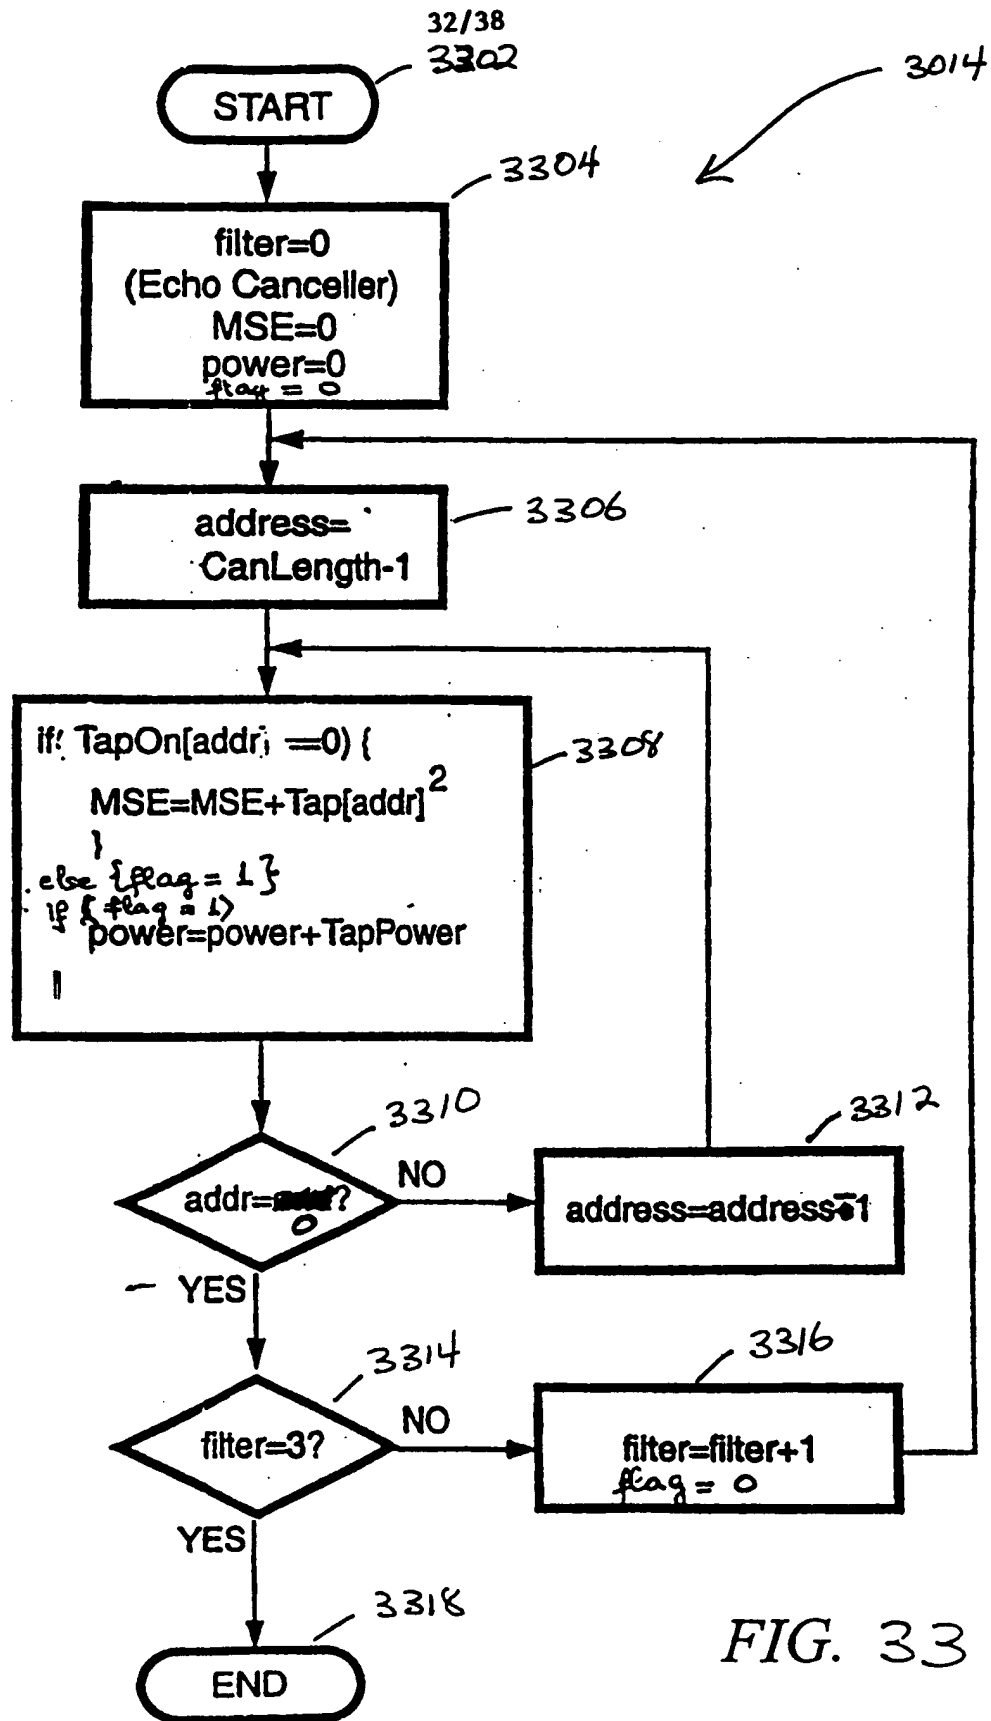 32/38
3302
3014
START
3304
filter=0
(Echo Canceller)
MSE=0
power=0
flag = 0
3306
address=
CanLength-1
if TapOn[addr] ==0) {
3308
MSE=MSE+Tap[addr]2
}
else {flag = 1}
if { flag = 1}
power=power+TapPower
3310
addr= ?
0
NO
3312
address=address-1
YES
3314
filter=3?
NO
3316
filter=filter+1
flag = 0
YES
3318
END
FIG. 33